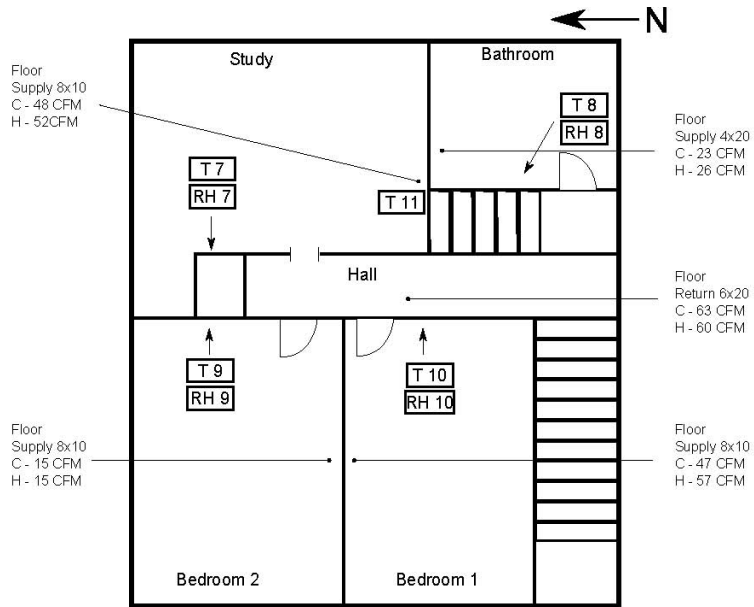 N
Study
Bathroom
Floor
Supply 8x10
C - 48 CFM
H - 52CFM
T 8
RH 8
Floor
Supply 4x20
C - 23 CFM
H - 26 CFM
T 7
RH 7
T 11
Hall
Floor
Return 6x20
C - 63 CFM
H - 60 CFM
T 9
RH 9
T 10
RH 10
Floor
Supply 8x10
C - 15 CFM
H - 15 CFM
Floor
Supply 8x10
C - 47 CFM
H - 57 CFM
Bedroom 2
Bedroom 1